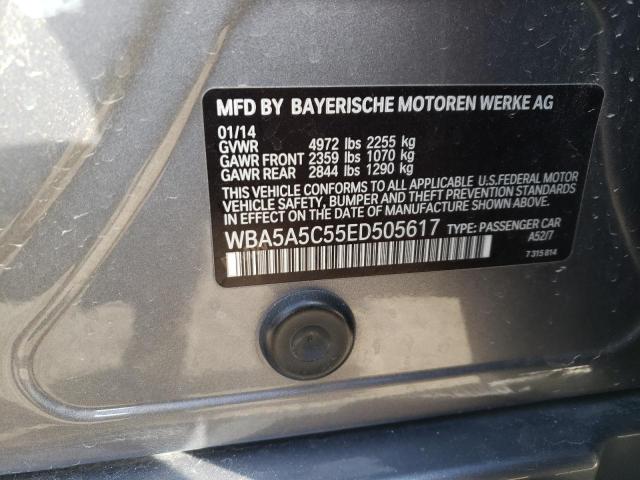 MFD BY BAYERISCHE MOTOREN WERKE AG
01/14
GVWR 4972 lbs 2255 kg
GAWR FRONT 2359 lbs 1070 kg
GAWR REAR 2844 lbs 1290 kg
THIS VEHICLE CONFORMS TO ALL APPLICABLE U.S.FEDERAL MOTOR
VEHICLE SAFETY, BUMPER AND THEFT PREVENTION STANDARDS
IN EFFECT ON THE DATE OF MANUFACTURE SHOWN ABOVE.
WBA5A5C55ED505617 TYPE: PASSENGER CAR
A52/7
7 315 814